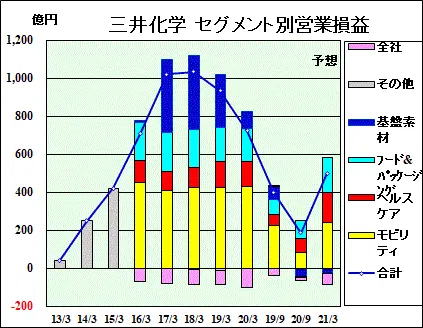 三井化学 セグメント別営業損益
億円
1,200
1,000
800
600
400
200
0
-200
13/3 14/3 15/3 16/3 17/3 18/3 19/3 20/3 19/9 20/9 21/3
予想
全社
その他
基盤素
材
フード&
パッケージ
ング
ヘルス
ケア
モビリ
ティ
合計